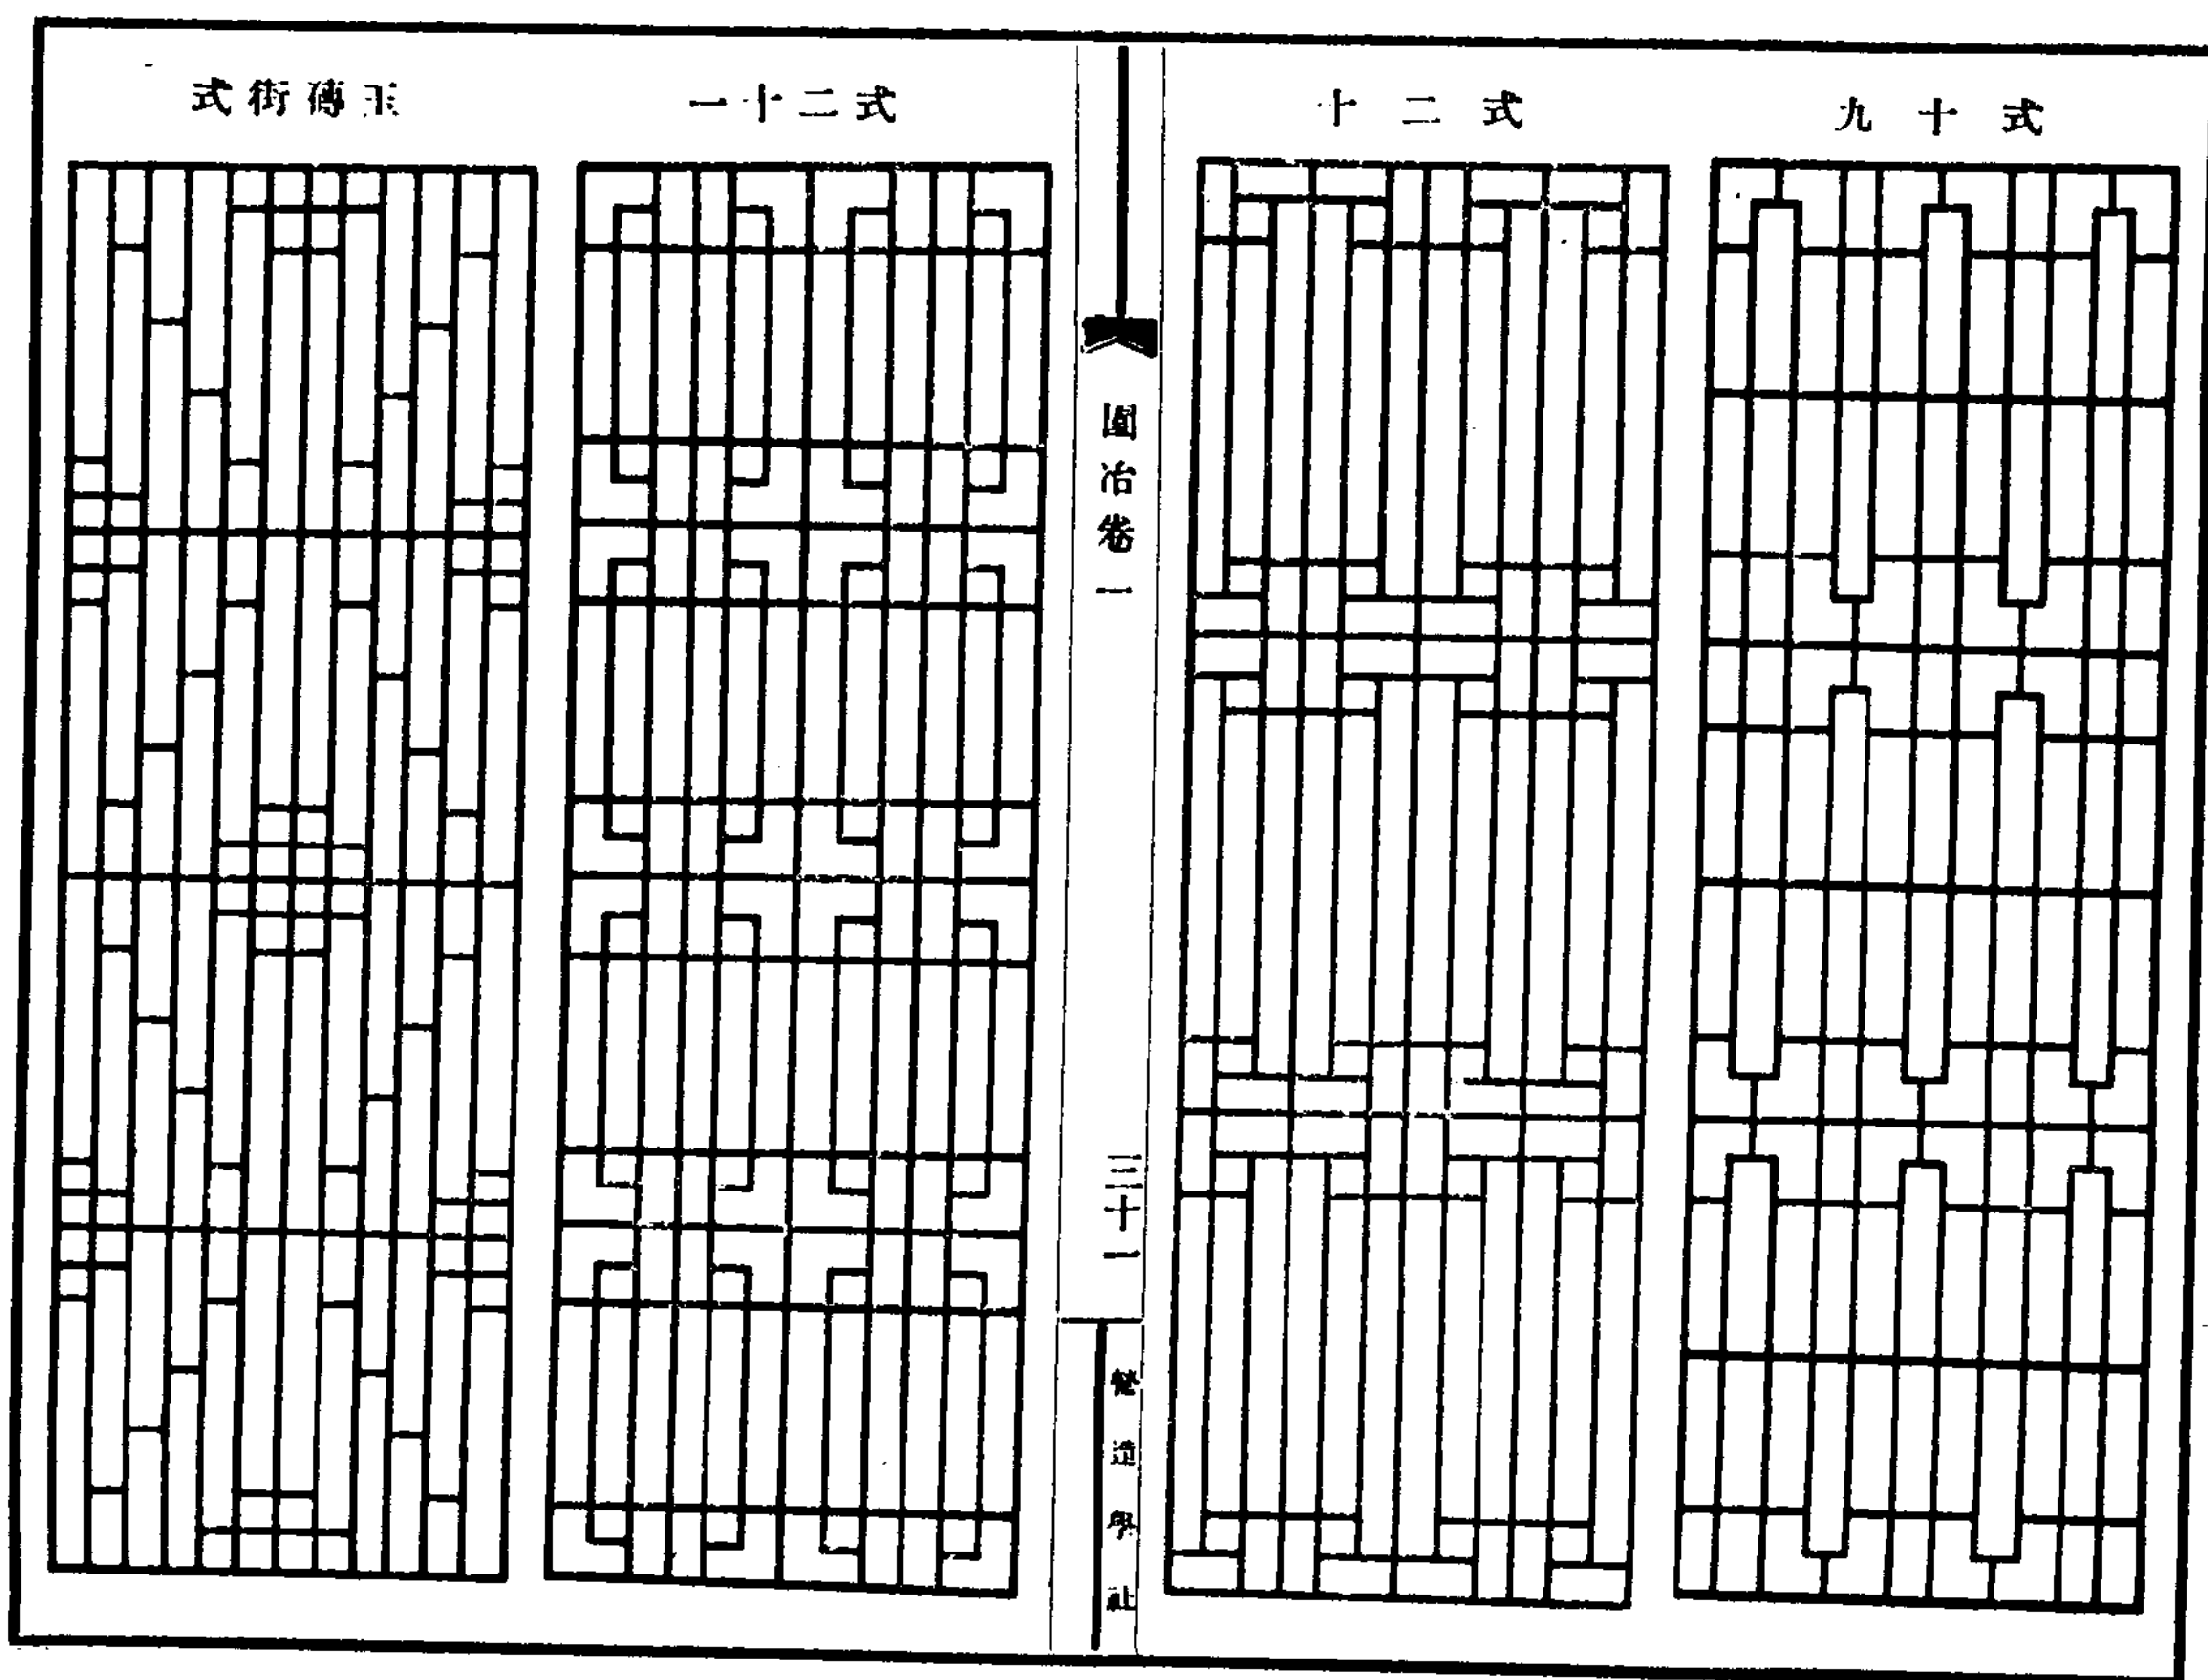 式十九
式二十
園冶卷一
三十一
營造學社
式二十一
玉磚街式